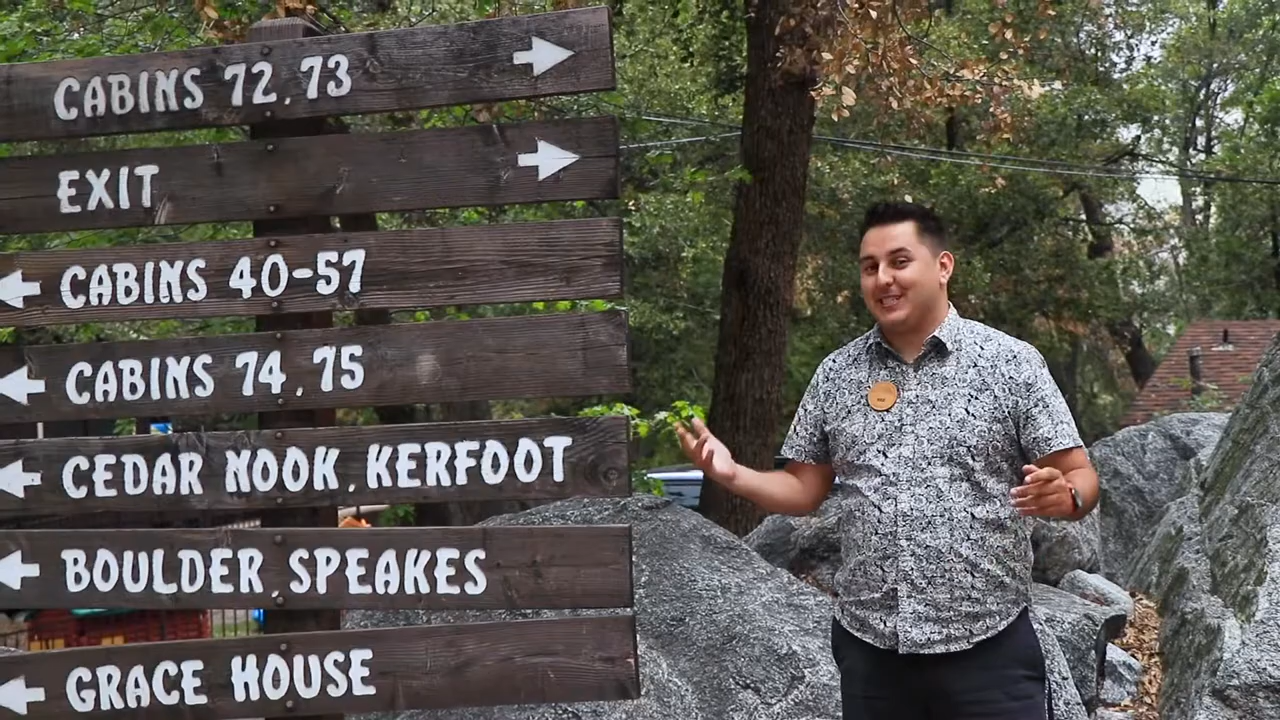 CABINS 72, 73
EXIT
CABINS 40-57
CABINS 74, 75
CEDAR NOOK, KERFOOT
BOULDER, SPEAKES
GRACE HOUSE